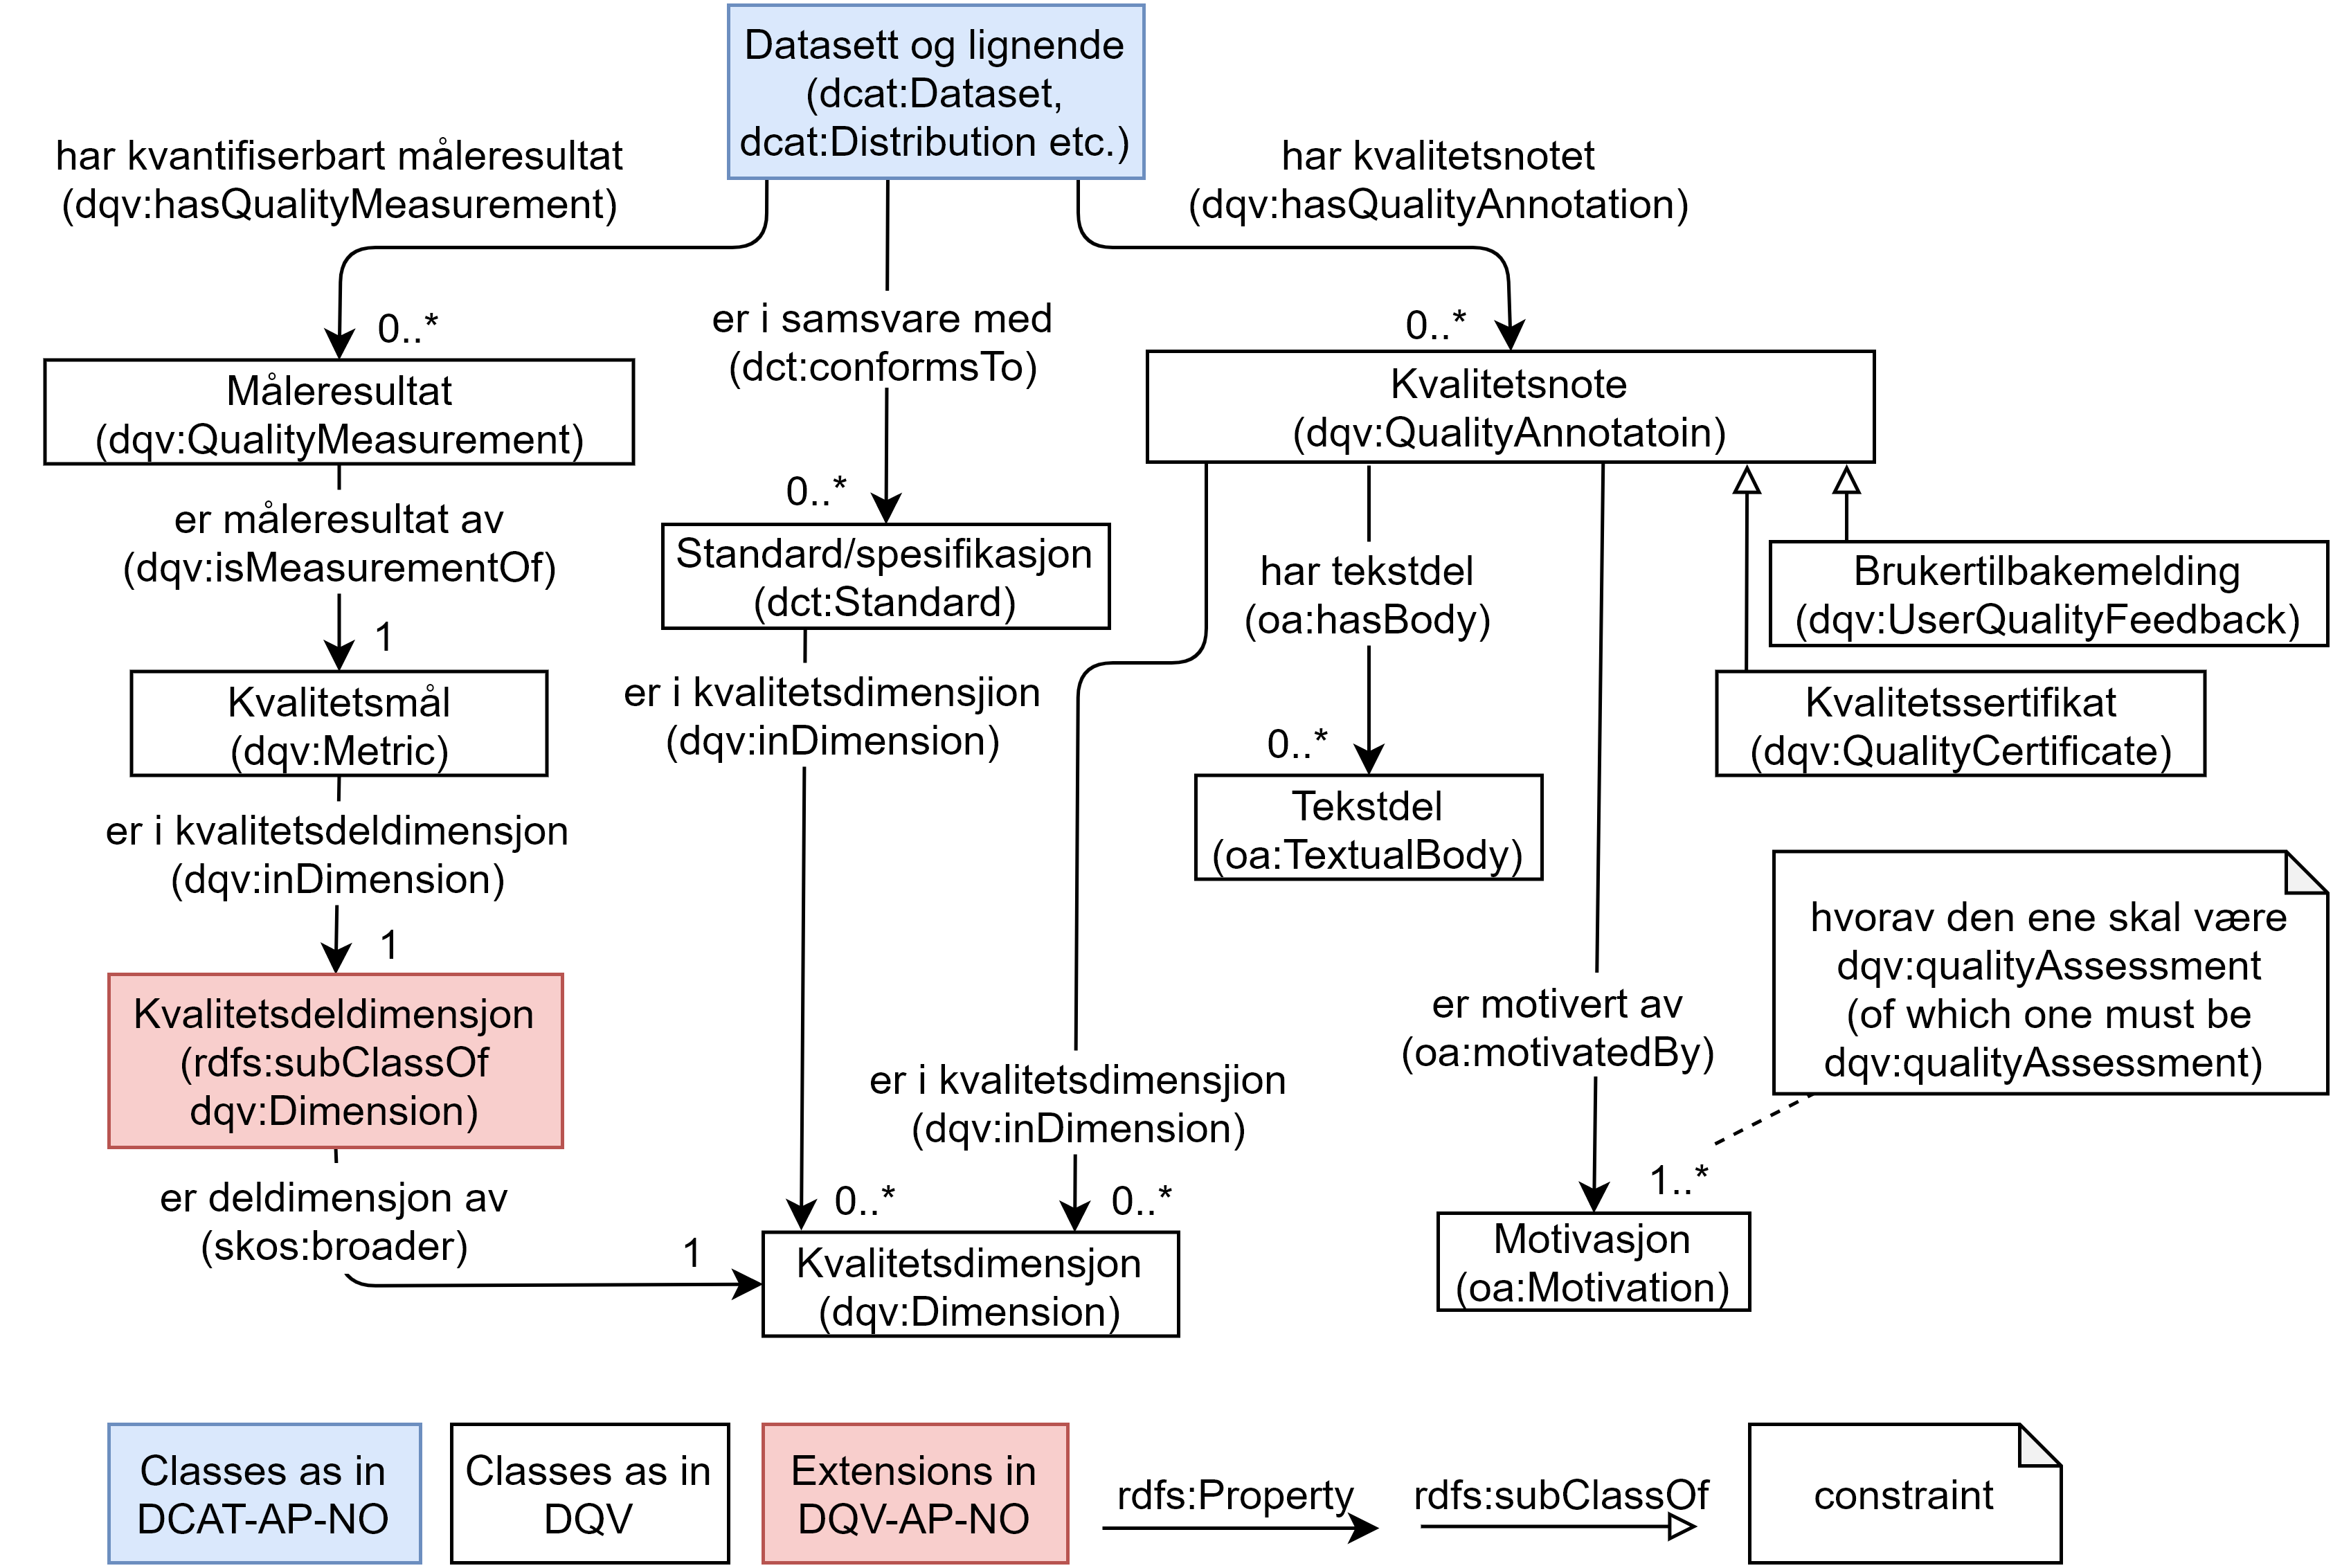 Datasett og lignende
(dcat:Dataset,
dcat:Distribution etc.)
har kvantifiserbart måleresultat
(dqv:hasQualityMeasurement)
har kvalitetsnotet
(dqv:hasQualityAnnotation)
0..*
er i samsvare med
(dct:conformsTo)
0..*
Måleresultat
(dqv:QualityMeasurement)
Kvalitetsnote
(dqv:QualityAnnotatoin)
0..*
er måleresultat av
(dqv:isMeasurementOf)
1
Standard/spesifikasjon
(dct:Standard)
har tekstdel
(oa:hasBody)
0..*
Brukertilbakemelding
(dqv:UserQualityFeedback)
Kvalitetsmål
(dqv:Metric)
er i kvalitetsdimensjion
(dqv:inDimension)
Kvalitetssertifikat
(dqv:QualityCertificate)
er i kvalitetsdeldimensjon
(dqv:inDimension)
1
Tekstdel
(oa:TextualBody)
hvorav den ene skal være
dqv:qualityAssessment
(of which one must be
dqv:qualityAssessment)
Kvalitetsdeldimensjon
(rdfs:subClassOf
dqv:Dimension)
er i kvalitetsdimensjion
(dqv:inDimension)
er motivert av
(oa:motivatedBy)
er deldimensjon av
(skos:broader)
1
0..*
0..*
1..*
Kvalitetsdimensjon
(dqv:Dimension)
Motivasjon
(oa:Motivation)
Classes as in
DCAT-AP-NO
Classes as in
DQV
Extensions in
DQV-AP-NO
rdfs:Property
rdfs:subClassOf
constraint